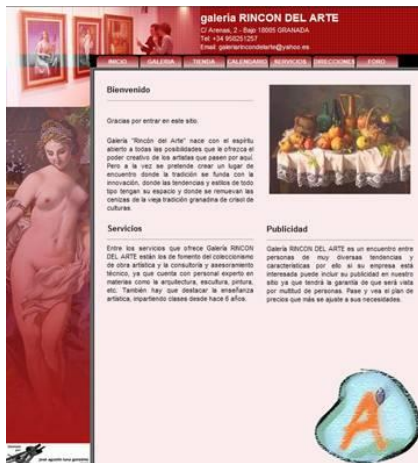 galeria RINCON DEL ARTE
C/ Arenas, 2 - Bajo 18005 GRANADA
Tel: +34 958251257
Email: galeriarincondelarte@yahoo.es
INICIO GALERIA TIENDA CALENDARIO SERVICIOS DIRECCIONES FORO
Bienvenido
Gracias por entrar en este sitio.
Galería "Rincón del Arte" nace con el espíritu
abierto a todas las posibilidades que le ofrezca el
poder creativo de los artistas que pasen por aquí.
Pero a la vez se pretende crear un lugar de
encuentro donde la tradición se funda con la
innovación, donde las tendencias y estilos de todo
tipo tengan su espacio y donde se remuevan las
cenizas de la vieja tradición granadina de crisol de
culturas.
Servicios
Entre los servicios que ofrece Galería RINCON
DEL ARTE están los de fomento del coleccionismo
de obra artística y la consultoría y asesoramiento
técnico, ya que cuenta con personal experto en
materias como la arquitectura, escultura, pintura,
etc. También hay que destacar la enseñanza
artística, impartiendo clases desde hace 6 años.
Publicidad
Galería RINCON DEL ARTE es un encuentro entre
personas de muy diversas tendencias y
características por ello si su empresa está
interesada puede incluir su publicidad en nuestro
sitio ya que tendrá la garantía de que será vista
por multitud de personas. Pase y vea el plan de
precios que más se ajuste a sus necesidades.